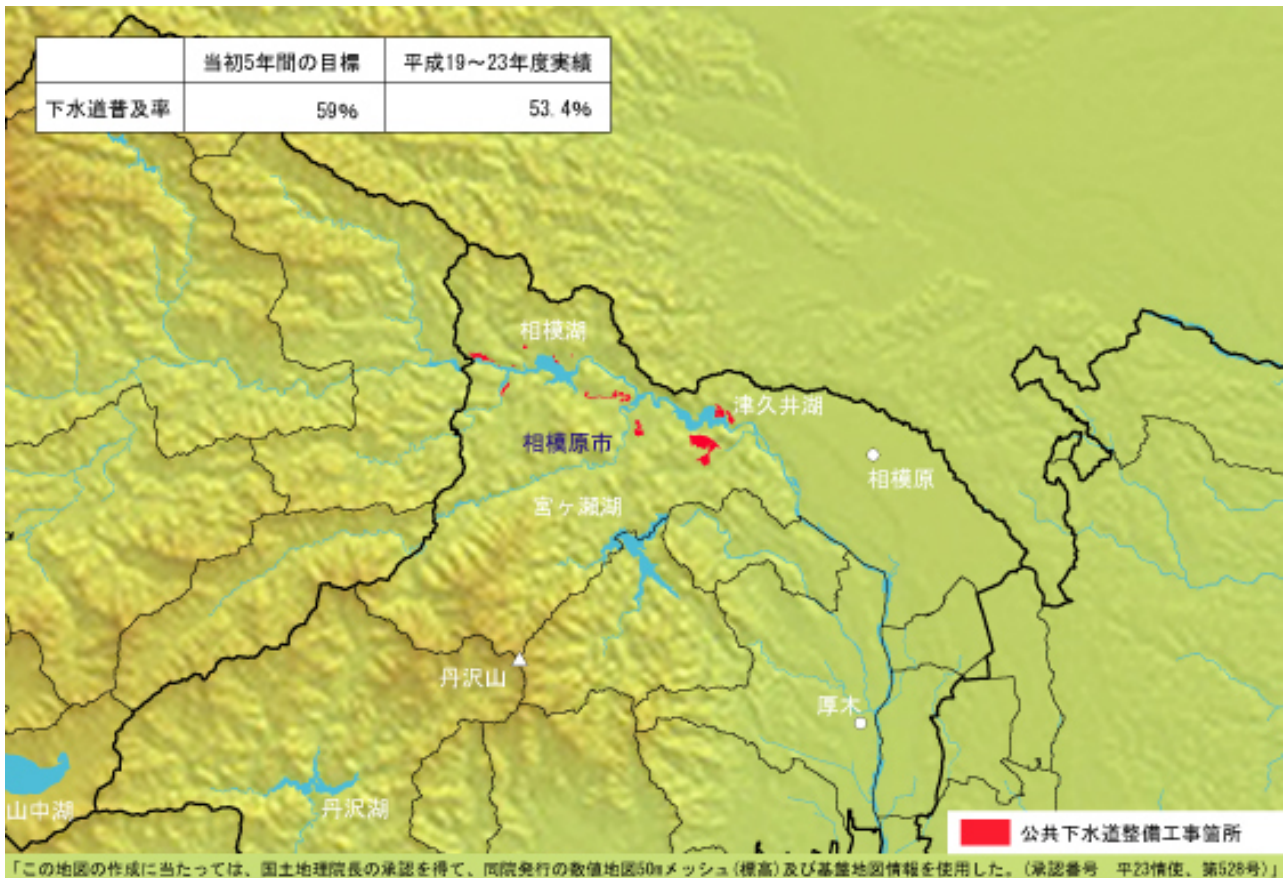 当初5年間の目標 平成19～23年度実績
下水道普及率 59% 53.4%
相模湖
津久井湖
相模原市
相模原
宮ヶ瀬湖
丹沢山
厚木
山中湖
丹沢湖
公共下水道整備工事箇所
「この地図の作成に当たっては、国土地理院長の承認を得て、同院発行の数値地図50mメッシュ(標高)及び基盤地図情報を使用した。(承認番号 平23情使、第528号)」